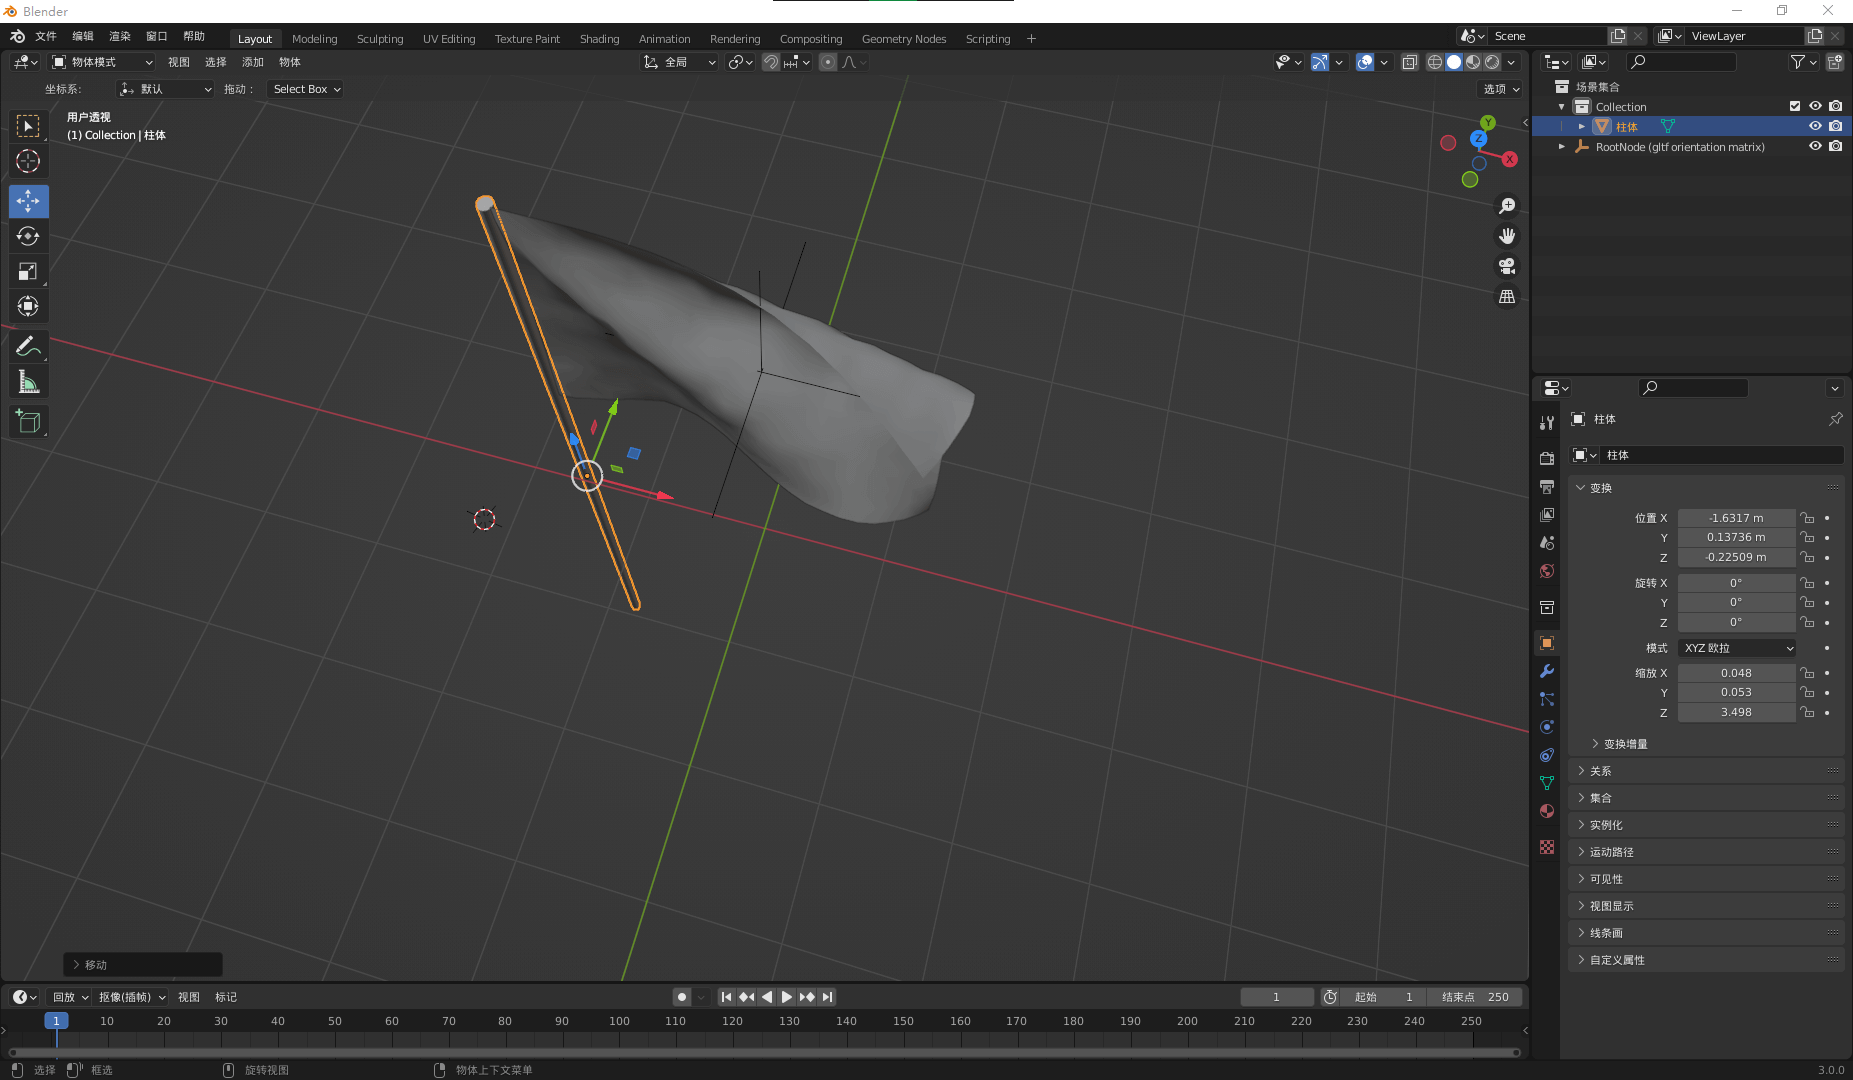 Blender
文件 编辑 渲染 窗口 帮助 Layout Modeling Sculpting UV Editing Texture Paint Shading Animation Rendering Compositing Geometry Nodes Scripting + Scene ViewLayer
物体模式 视图 选择 添加 物体 全局
坐标系: 默认 拖动: Select Box 选项
用户透视
(1) Collection | 柱体
Y
Z
X
场景集合
Collection
柱体
RootNode (gltf orientation matrix)
柱体
柱体
变换
位置 X -1.6317 m
Y 0.13736 m
Z -0.22509 m
旋转 X 0°
Y 0°
Z 0°
模式 XYZ 欧拉
缩放 X 0.048
Y 0.053
Z 3.498
变换增量
关系
集合
实例化
运动路径
可见性
视图显示
线条画
自定义属性
移动
回放 抠像(插帧) 视图 标记 1 起始 1 结束点 250
1 10 20 30 40 50 60 70 80 90 100 110 120 130 140 150 160 170 180 190 200 210 220 230 240 250
选择 框选 旋转视图 物体上下文菜单 3.0.0